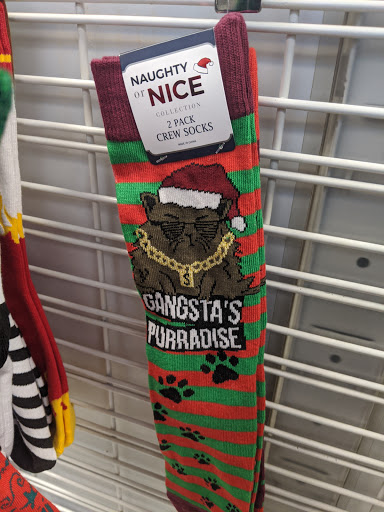 NAUGHTY
or
NICE
COLLECTION
2 PACK
CREW SOCKS
GANGSTA'S
PURRADISE